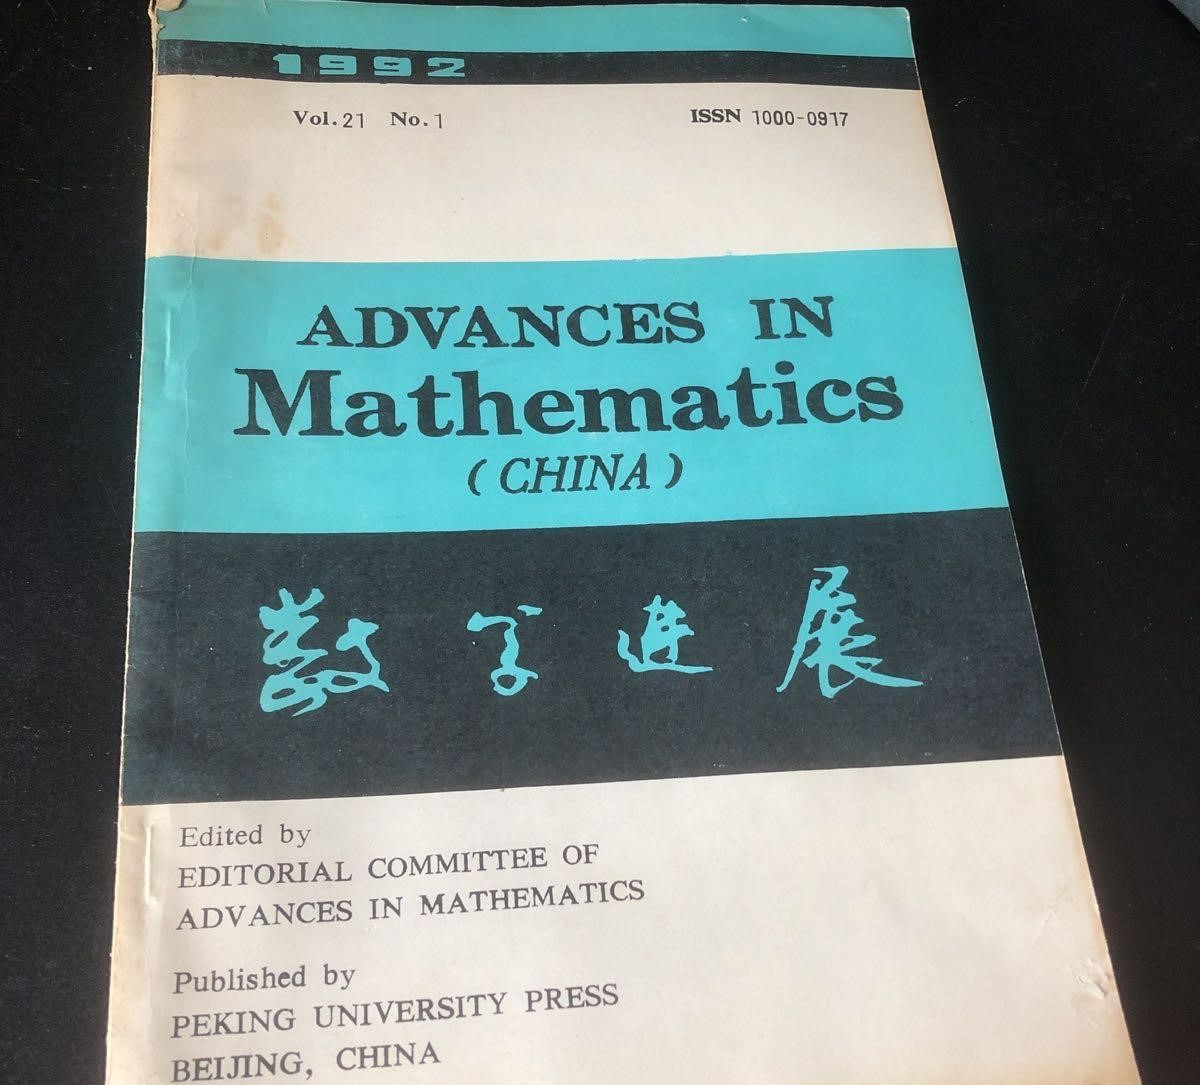 1992
Vol.21 No.1 ISSN 1000-0917
ADVANCES IN
Mathematics
(CHINA)
数学进展
Edited by
EDITORIAL COMMITTEE OF
ADVANCES IN MATHEMATICS
Published by
PEKING UNIVERSITY PRESS
BEIJING, CHINA